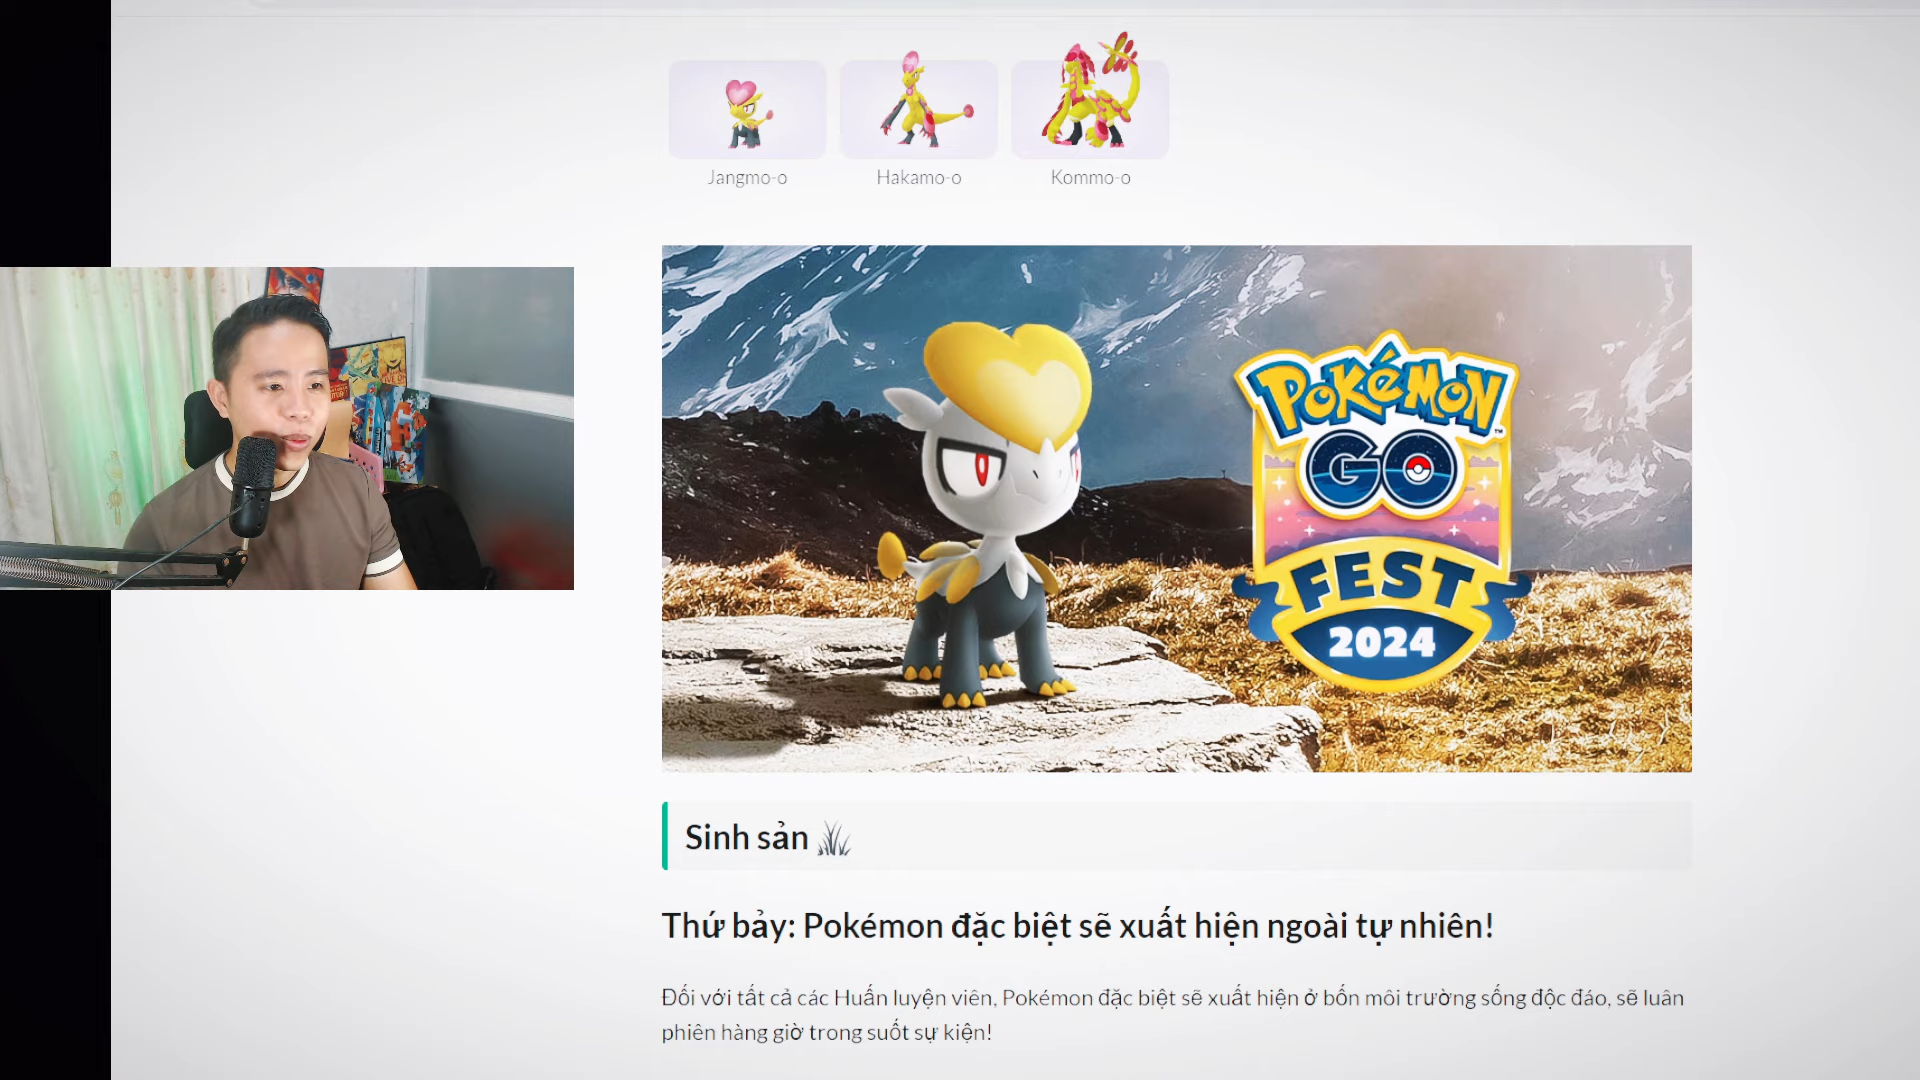 Jangmo-o Hakamo-o Kommo-o
POKéMON
GO
FEST
2024
Sinh sản
Thứ bảy: Pokémon đặc biệt sẽ xuất hiện ngoài tự nhiên!
Đối với tất cả các Huấn luyện viên, Pokémon đặc biệt sẽ xuất hiện ở bốn môi trường sống độc đáo, sẽ luân
phiên hàng giờ trong suốt sự kiện!